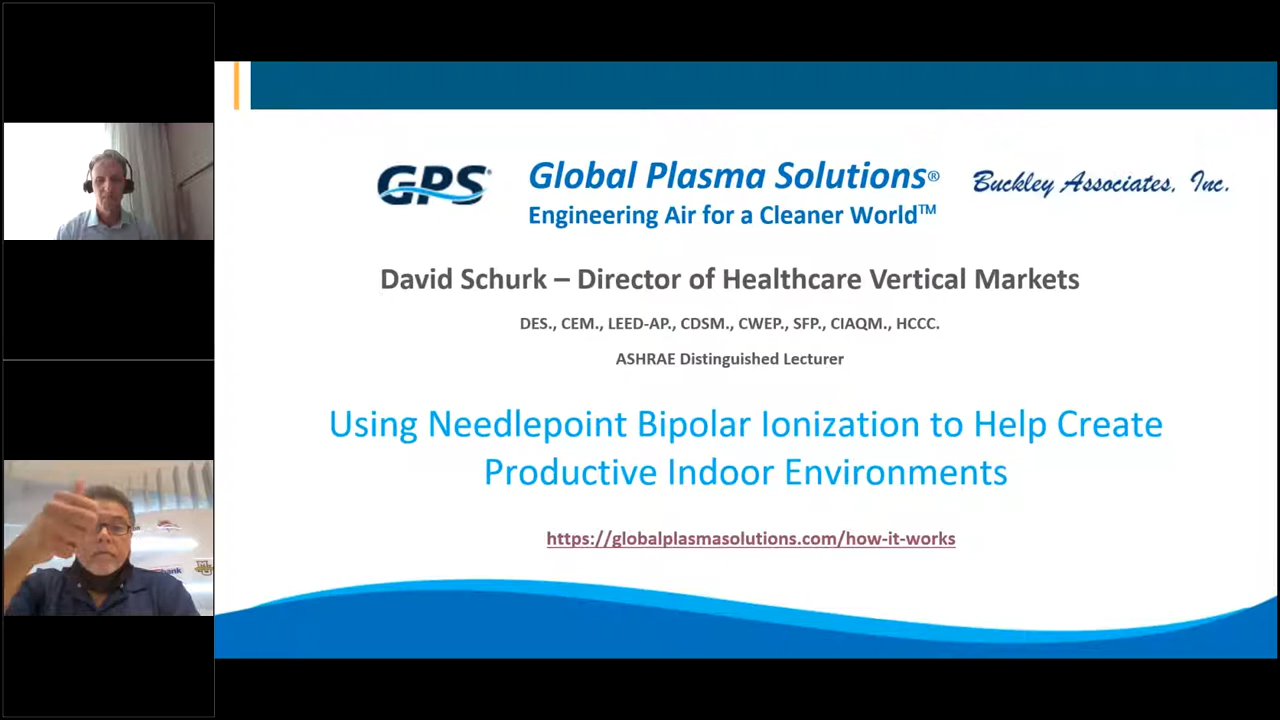 GPS®
Global Plasma Solutions®
Engineering Air for a Cleaner World™
Buckley Associates, Inc.
David Schurk – Director of Healthcare Vertical Markets
DES., CEM., LEED-AP., CDSM., CWEP., SFP., CIAQM., HCCC.
ASHRAE Distinguished Lecturer
Using Needlepoint Bipolar Ionization to Help Create
Productive Indoor Environments
https://globalplasmasolutions.com/how-it-works
bank